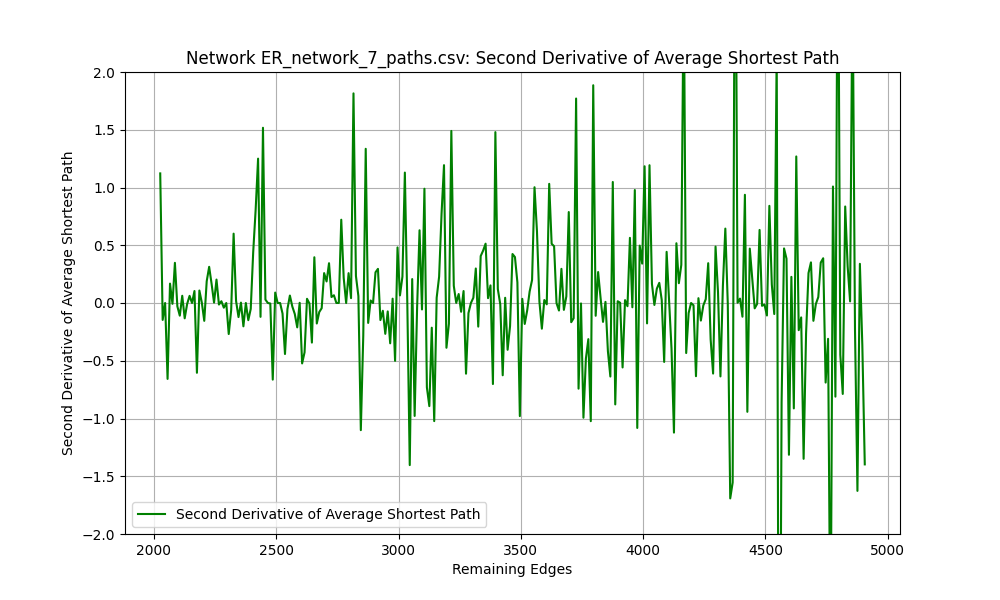 Network ER_network_7_paths.csv: Second Derivative of Average Shortest Path
2.0
1.5
1.0
0.5
0.0
−0.5
−1.0
−1.5
−2.0
Second Derivative of Average Shortest Path
Second Derivative of Average Shortest Path
2000 2500 3000 3500 4000 4500 5000
Remaining Edges